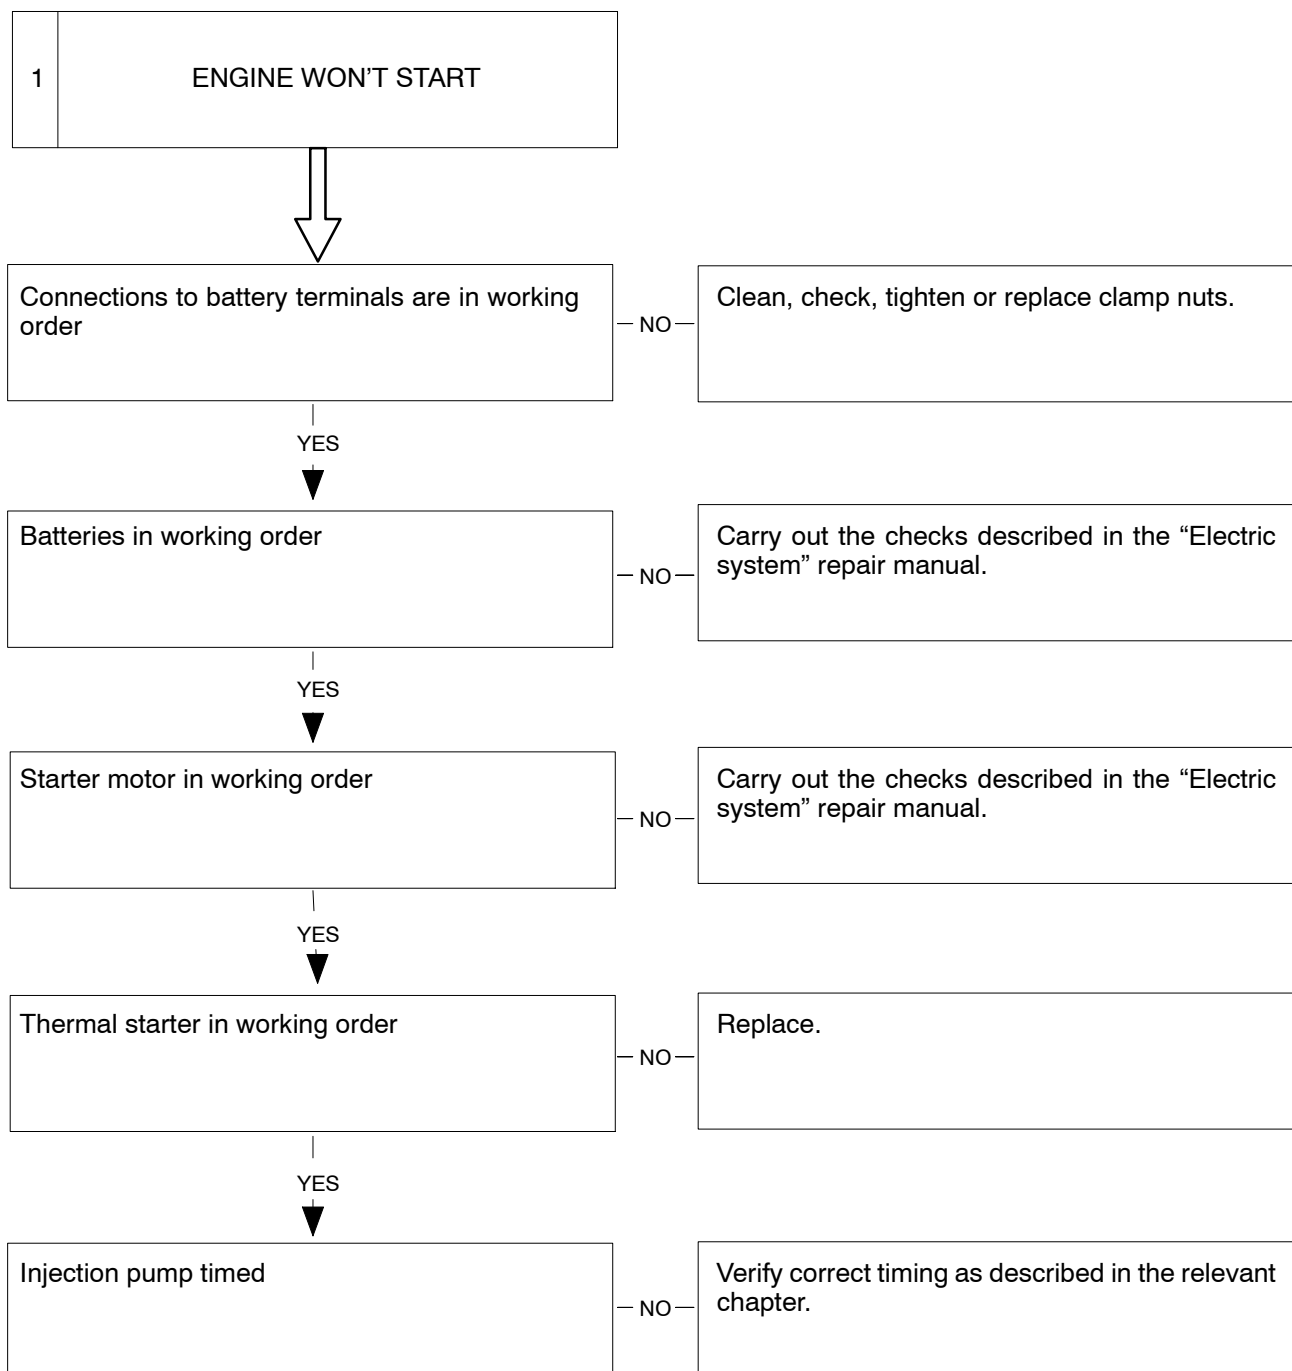 1
ENGINE WON’T START
Connections to battery terminals are in working
order
NO
Clean, check, tighten or replace clamp nuts.
YES
Batteries in working order
NO
Carry out the checks described in the “Electric
system” repair manual.
YES
Starter motor in working order
NO
Carry out the checks described in the “Electric
system” repair manual.
YES
Thermal starter in working order
NO
Replace.
YES
Injection pump timed
NO
Verify correct timing as described in the relevant
chapter.